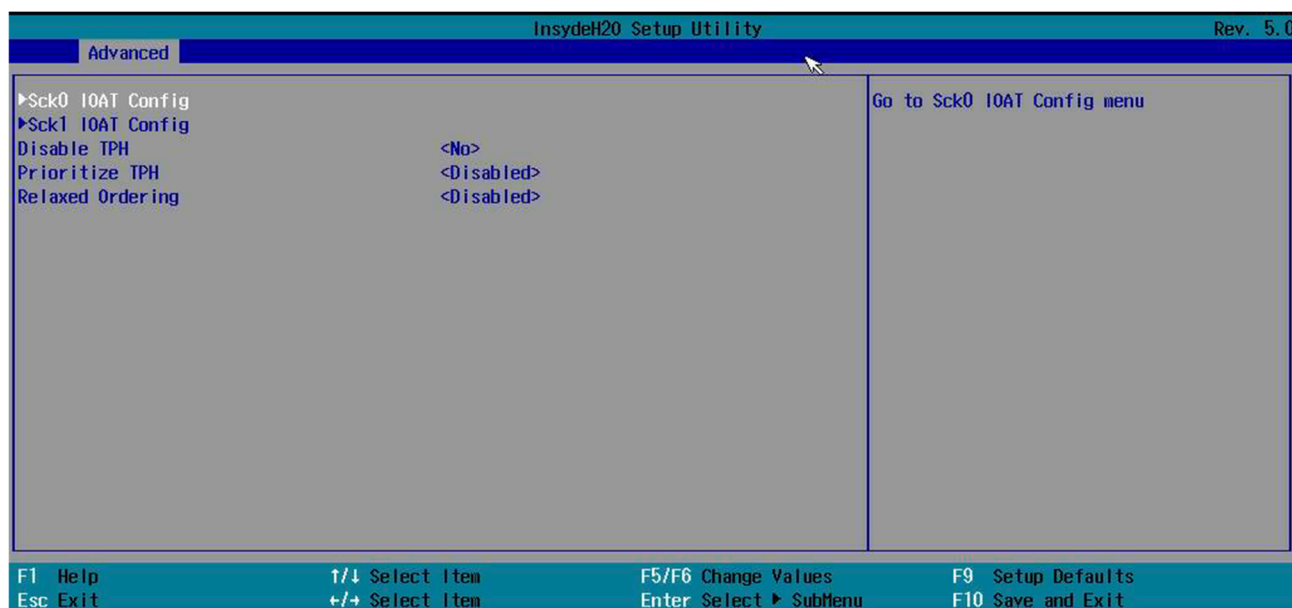 InsydeH20 Setup Utility Rev. 5.0
Advanced
▶Sck0 IOAT Config
▶Sck1 IOAT Config
Disable TPH <No>
Prioritize TPH <Disabled>
Relaxed Ordering <Disabled>
Go to Sck0 IOAT Config menu
F1 Help ↑/↓ Select Item F5/F6 Change Values F9 Setup Defaults
Esc Exit ←/→ Select Item Enter Select ▶ SubMenu F10 Save and Exit